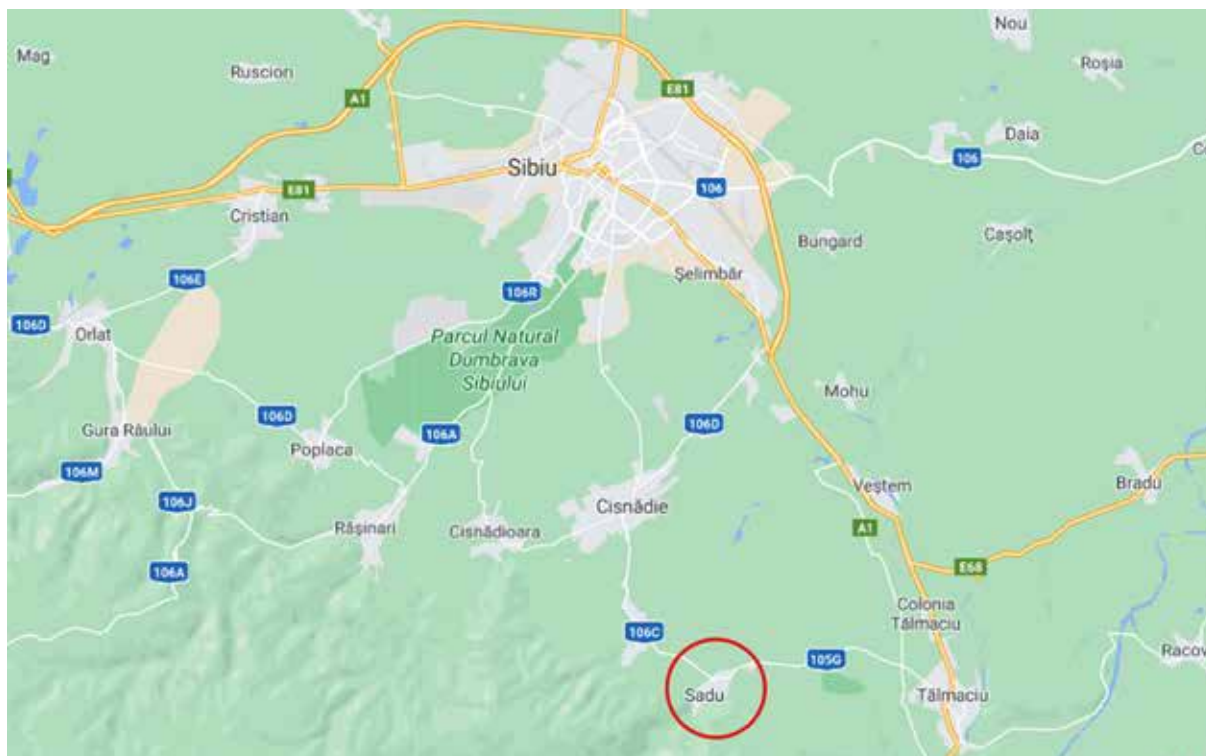 Nou
Mag
Rusciori
Roșia
A1
E81
Daia
106
Sibiu
E81
106
Cristian
Bungard
Cașolț
Șelimbăr
106E
106R
106D
Orlat
Parcul Natural
Dumbrava
Sibiului
Mohu
106D
106D
Gura Râului
106A
Poplaca
106M
Veștem
Bradu
106J
Cisnădie
Rășinari
Cisnădioara
A1
106A
E68
Colonia
Tălmaciu
106C
105G
Racov
Sadu
Tălmaciu